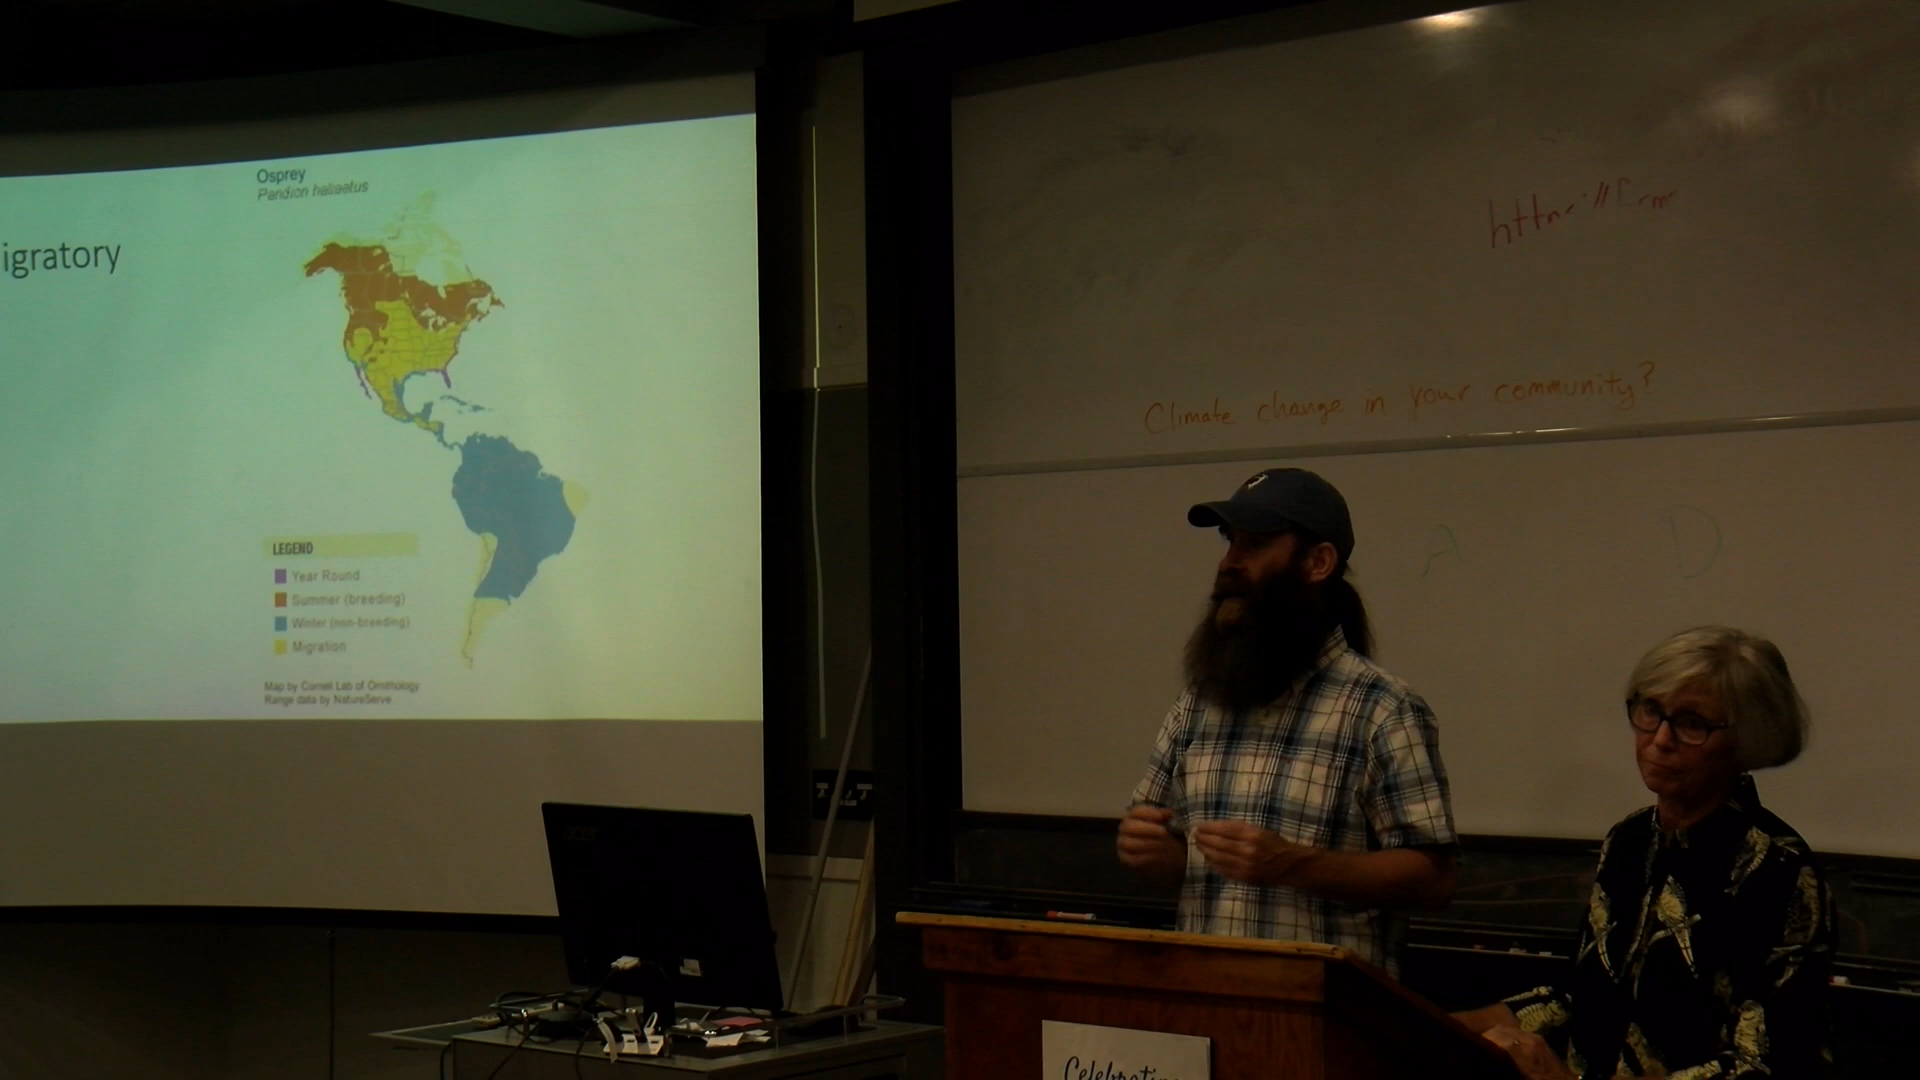 Osprey
Pandion haliaetus
igratory
LEGEND
Year Round
Summer (breeding)
Winter (non-breeding)
Migration
Map by Cornell Lab of Ornithology
Range data by NatureServe
Climate change in your community?
A D
Celebrating